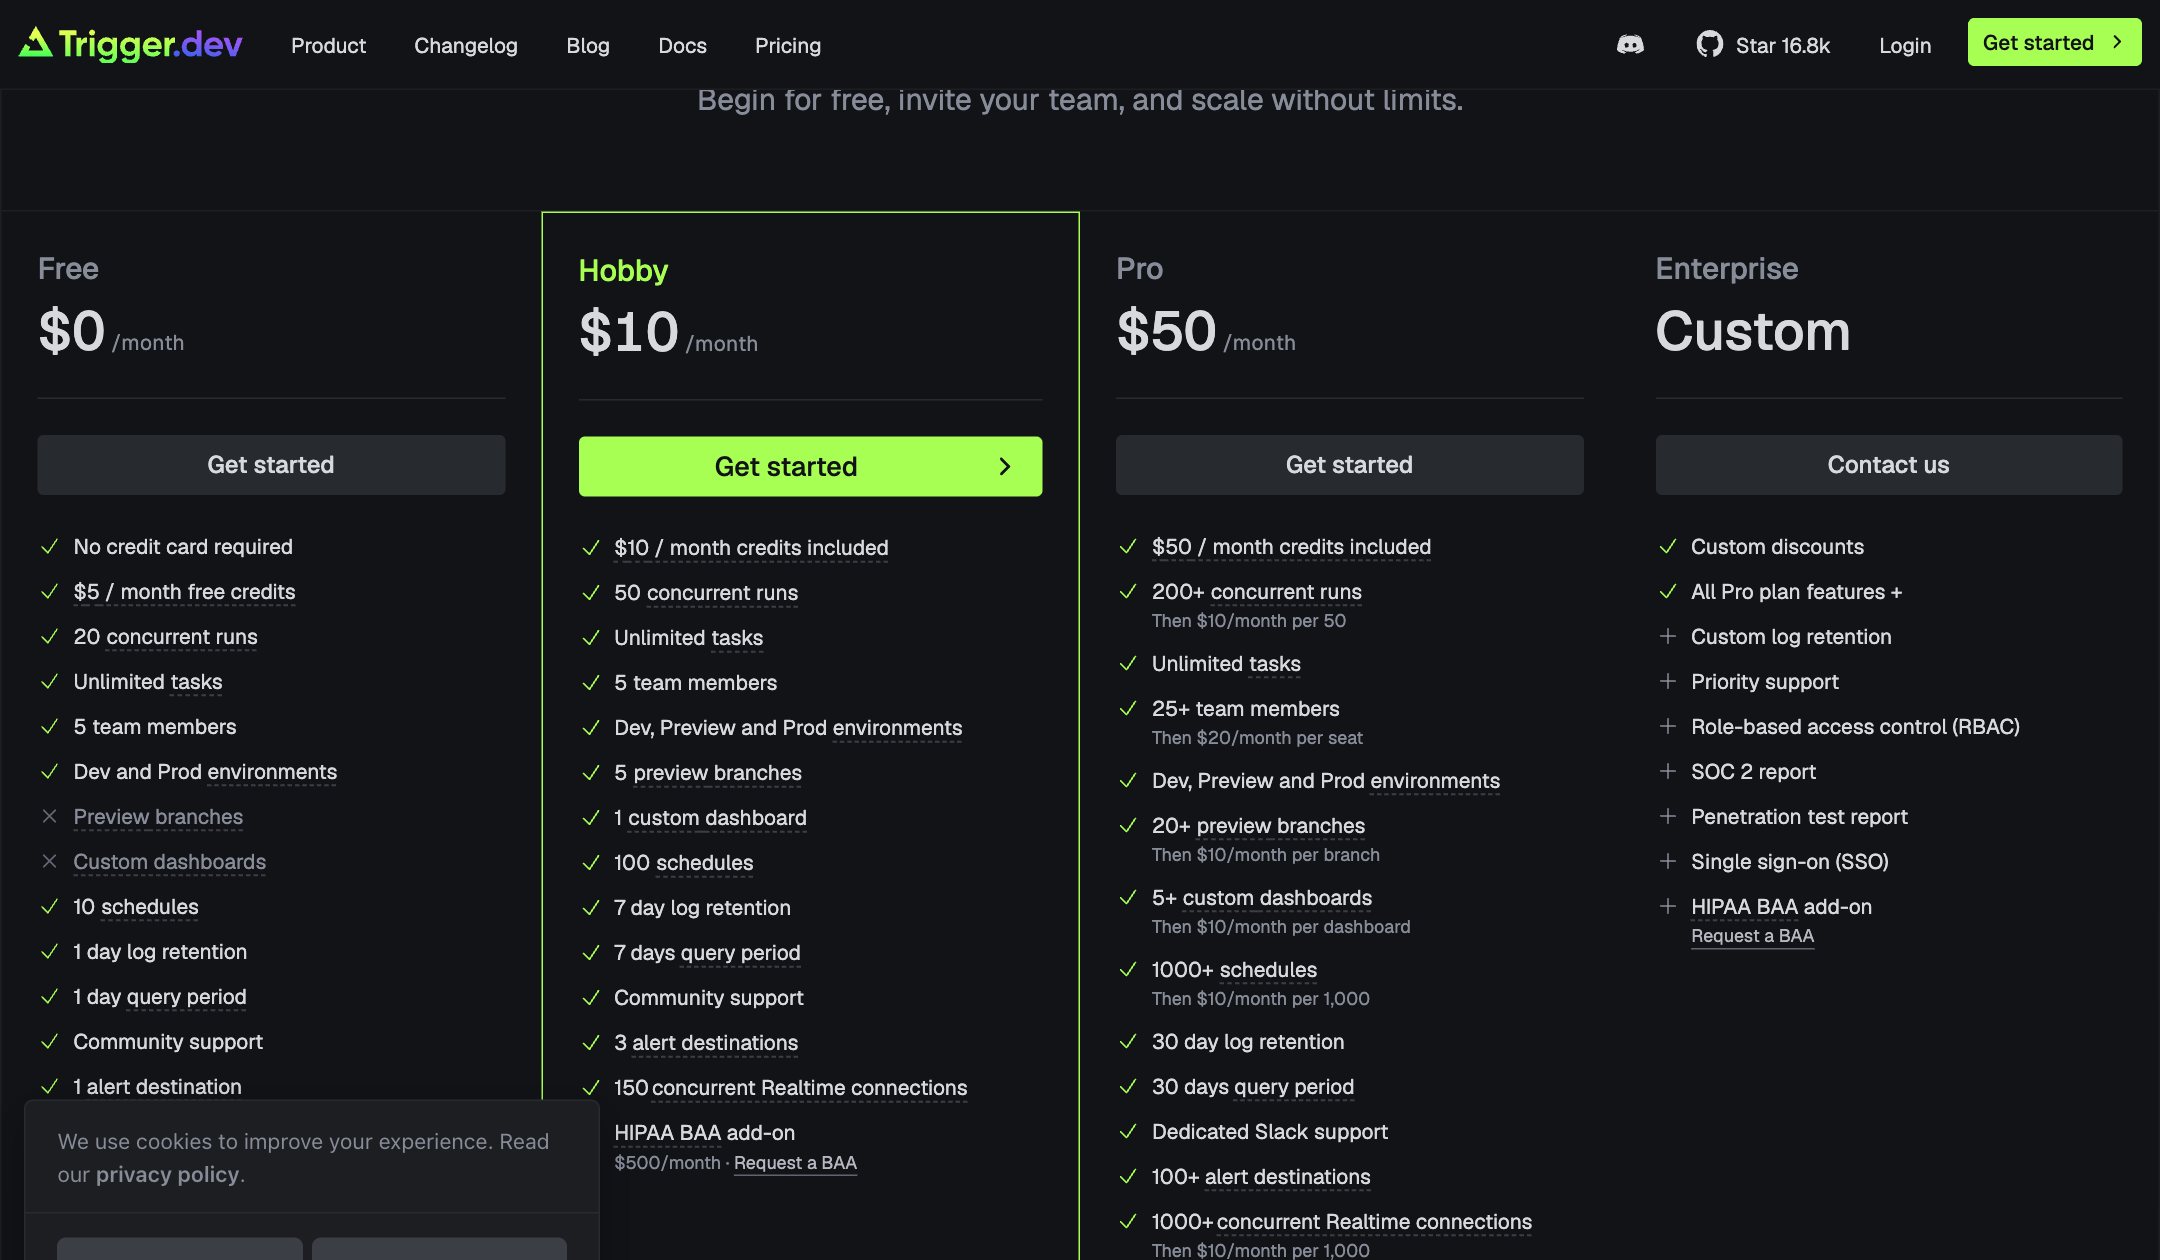 Trigger.dev
Product
Changelog
Blog
Docs
Pricing
Star 16.8k
Login
Get started
Begin for free, invite your team, and scale without limits.
Free
$0 /month
Get started
No credit card required
$5 / month free credits
20 concurrent runs
Unlimited tasks
5 team members
Dev and Prod environments
Preview branches
Custom dashboards
10 schedules
1 day log retention
1 day query period
Community support
1 alert destination
Hobby
$10 /month
Get started
$10 / month credits included
50 concurrent runs
Unlimited tasks
5 team members
Dev, Preview and Prod environments
5 preview branches
1 custom dashboard
100 schedules
7 day log retention
7 days query period
Community support
3 alert destinations
150 concurrent Realtime connections
HIPAA BAA add-on
$500/month · Request a BAA
Pro
$50 /month
Get started
$50 / month credits included
200+ concurrent runs
Then $10/month per 50
Unlimited tasks
25+ team members
Then $20/month per seat
Dev, Preview and Prod environments
20+ preview branches
Then $10/month per branch
5+ custom dashboards
Then $10/month per dashboard
1000+ schedules
Then $10/month per 1,000
30 day log retention
30 days query period
Dedicated Slack support
100+ alert destinations
1000+ concurrent Realtime connections
Then $10/month per 1,000
Enterprise
Custom
Contact us
Custom discounts
All Pro plan features +
Custom log retention
Priority support
Role-based access control (RBAC)
SOC 2 report
Penetration test report
Single sign-on (SSO)
HIPAA BAA add-on
Request a BAA
We use cookies to improve your experience. Read
our privacy policy.